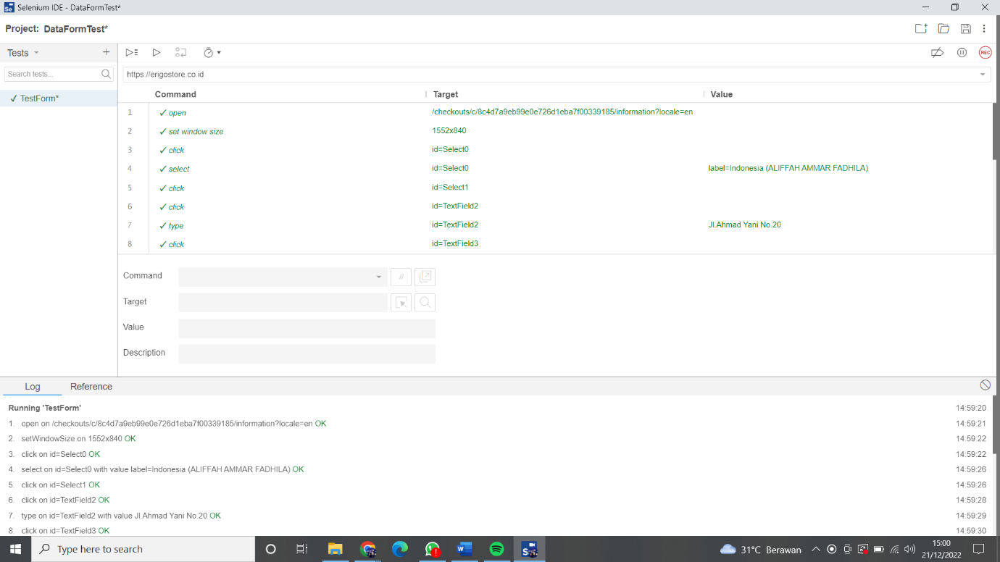 Selenium IDE - DataFormTest*
Project: DataFormTest*
Tests
Search tests...
✓ TestForm*
REC
https://erigostore.co.id
Command Target Value
1 ✓ open /checkouts/c/8c4d7a9eb99e0e726d1eba7f00339185/information?locale=en
2 ✓ set window size 1552x840
3 ✓ click id=Select0
4 ✓ select id=Select0 label=Indonesia (ALIFFAH AMMAR FADHILA)
5 ✓ click id=Select1
6 ✓ click id=TextField2
7 ✓ type id=TextField2 Jl.Ahmad Yani No.20
8 ✓ click id=TextField3
Command //
Target
Value
Description
Log Reference
Running 'TestForm' 14:59:20
1. open on /checkouts/c/8c4d7a9eb99e0e726d1eba7f00339185/information?locale=en OK 14:59:21
2. setWindowSize on 1552x840 OK 14:59:22
3. click on id=Select0 OK 14:59:22
4. select on id=Select0 with value label=Indonesia (ALIFFAH AMMAR FADHILA) OK 14:59:26
5. click on id=Select1 OK 14:59:26
6. click on id=TextField2 OK 14:59:28
7. type on id=TextField2 with value Jl.Ahmad Yani No.20 OK 14:59:29
8. click on id=TextField3 OK 14:59:30
Type here to search
31°C Berawan
15:00
21/12/2022